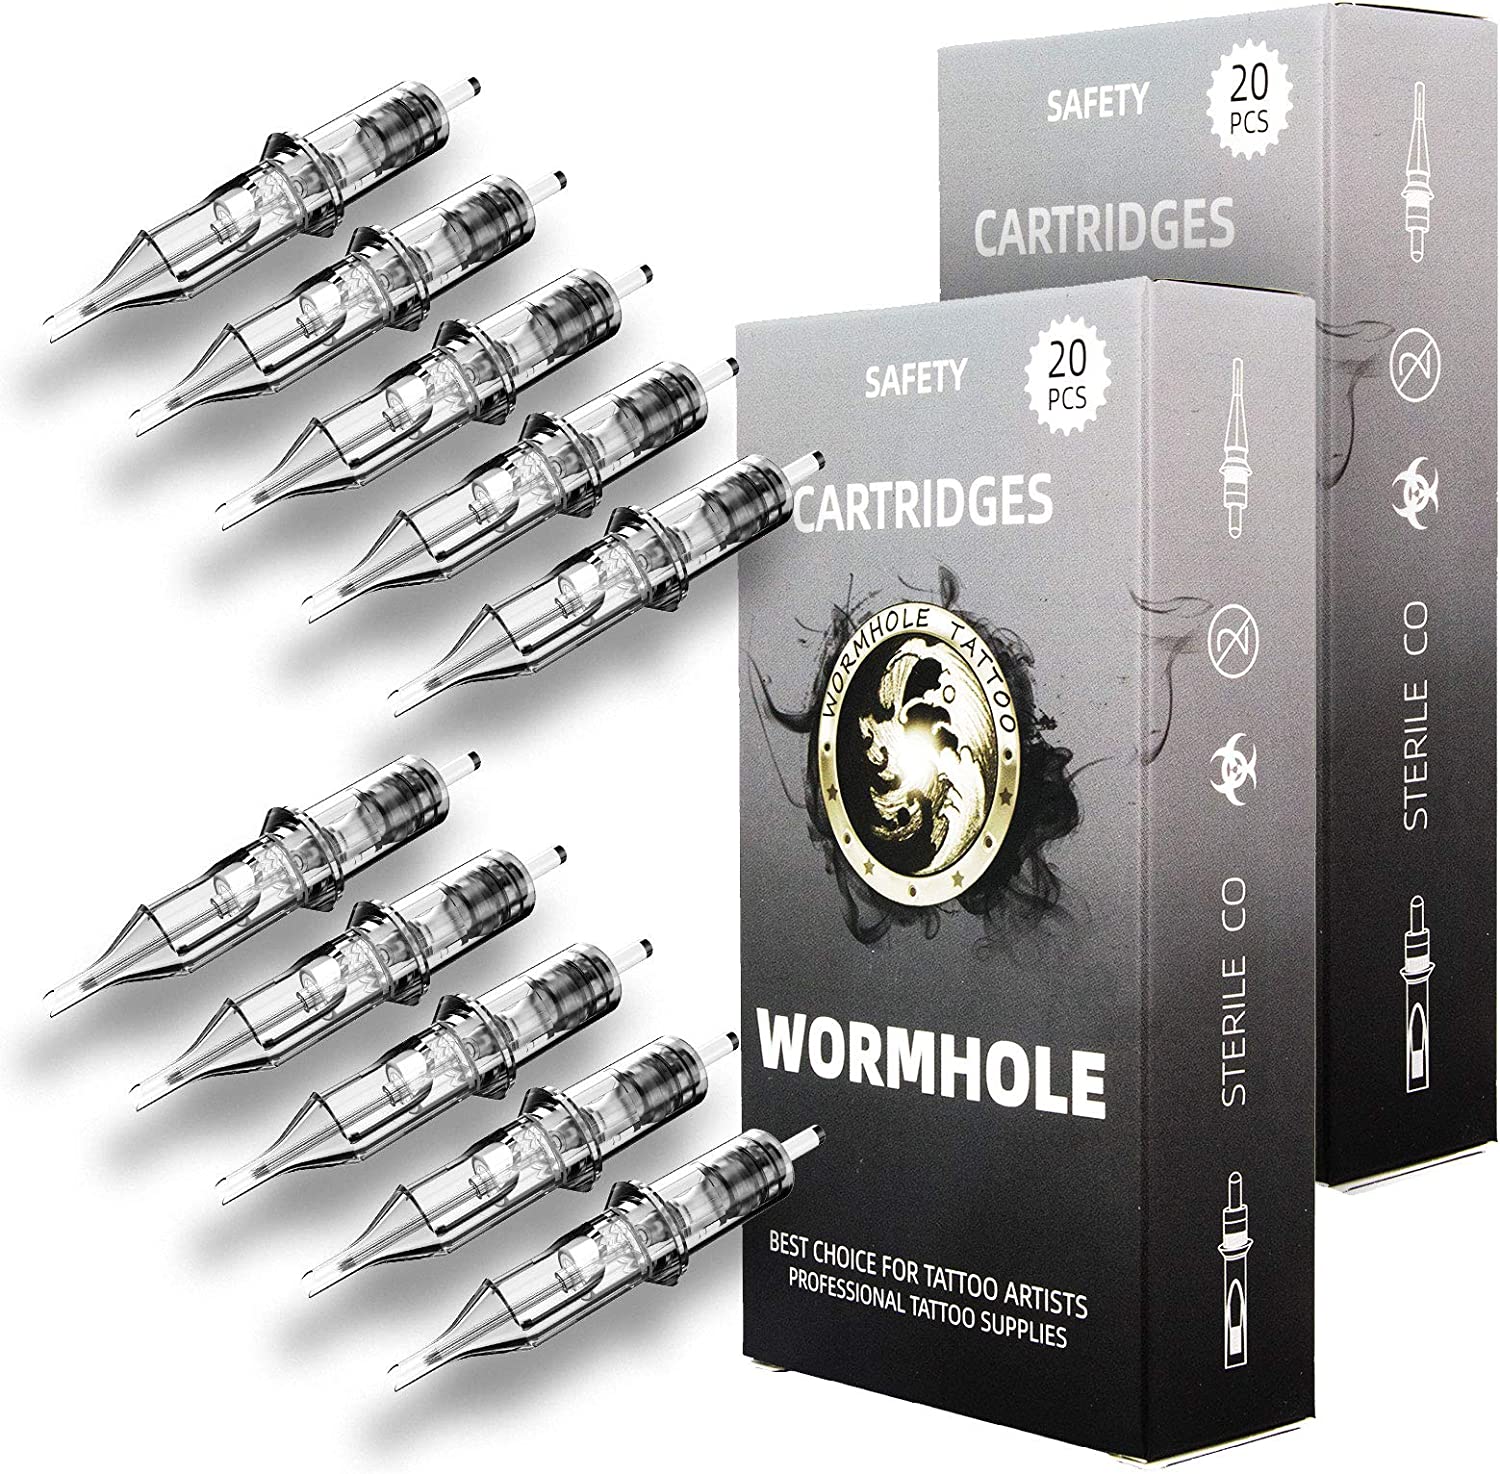 SAFETY
20
PCS
CARTRIDGES
STERILE CO
SAFETY
20
PCS
CARTRIDGES
WORMHOLE TATTOO
WORMHOLE
BEST CHOICE FOR TATTOO ARTISTS
PROFESSIONAL TATTOO SUPPLIES
STERILE CO